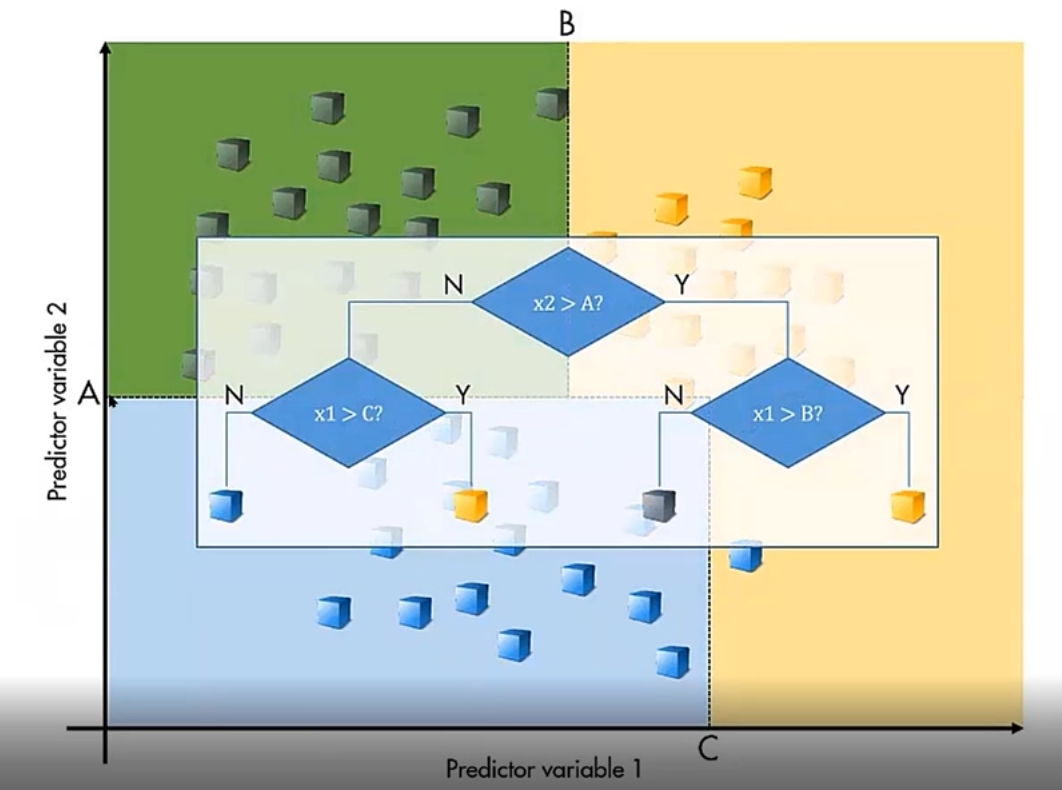 B
N
Y
x2 > A?
Predictor variable 2
A
N
Y
N
Y
x1 > C?
x1 > B?
C
Predictor variable 1